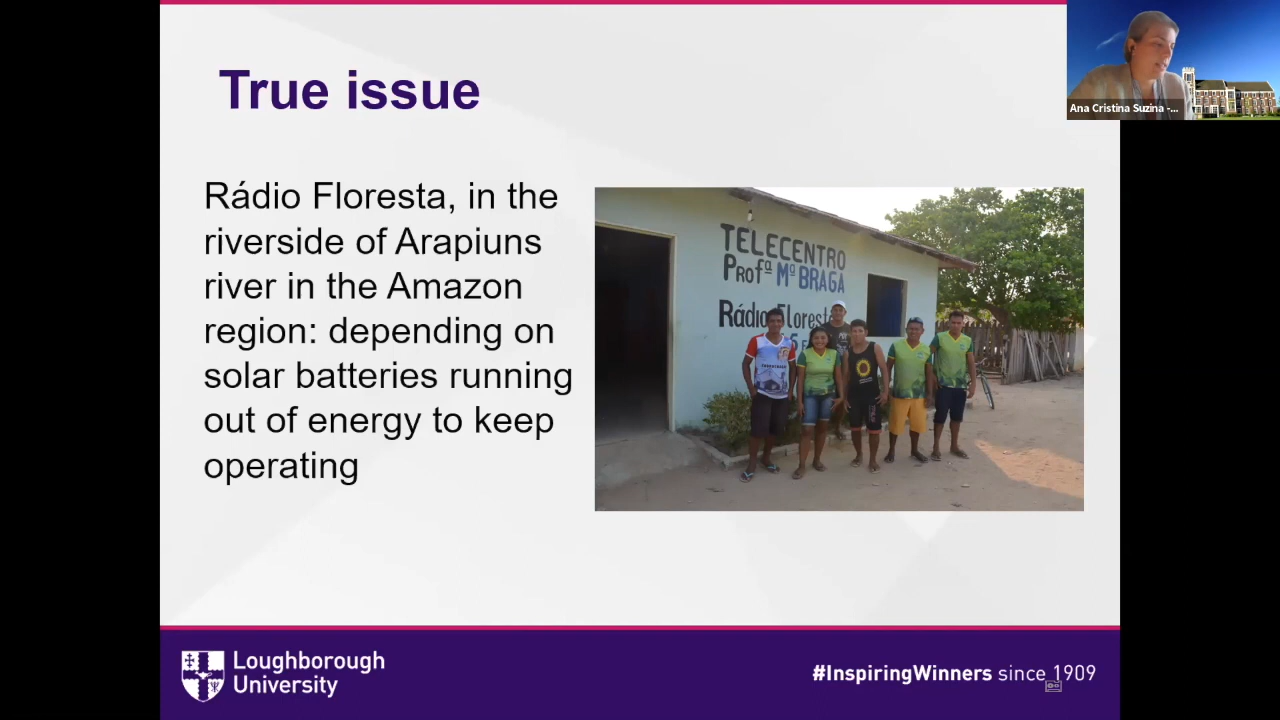 True issue
Ana Cristina Suzina -...
Rádio Floresta, in the
riverside of Arapiuns
river in the Amazon
region: depending on
solar batteries running
out of energy to keep
operating
TELECENTRO
Profª Mª BRAGA
Rádio Floresta
Loughborough
University
#InspiringWinners since 1909